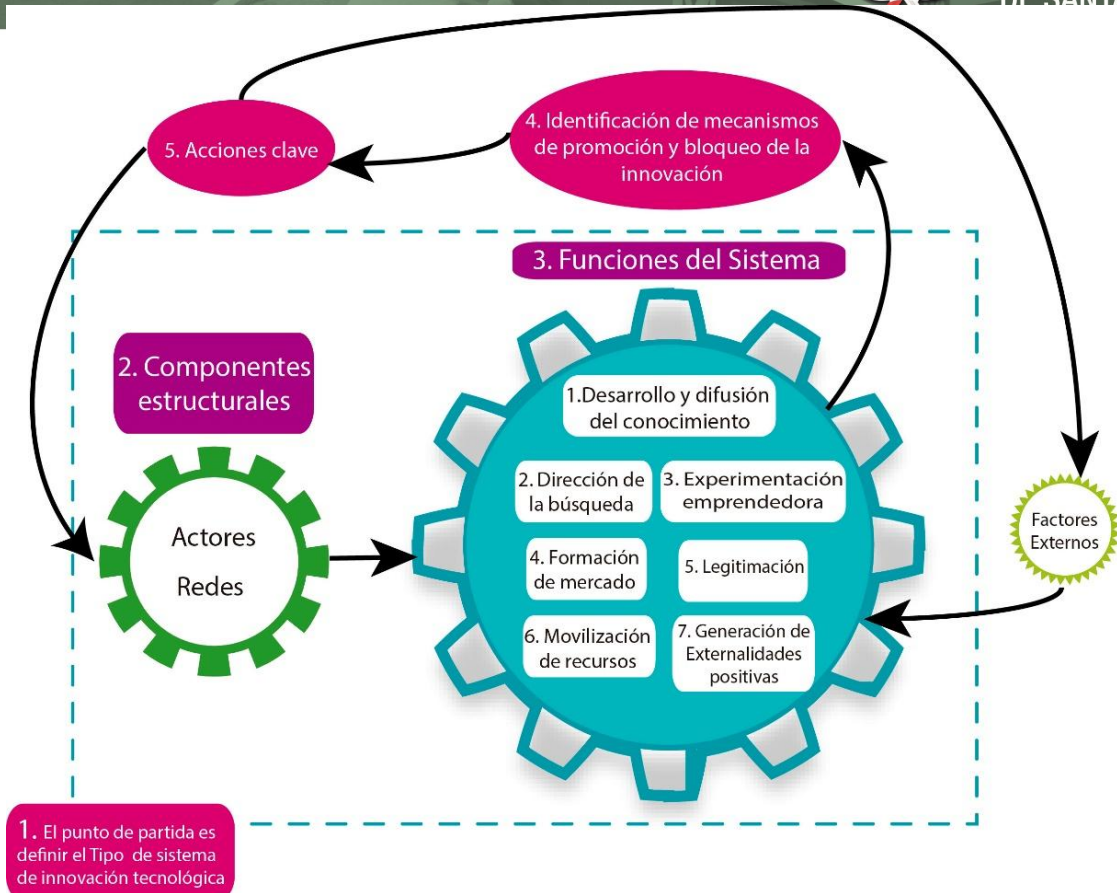 5. Acciones clave
4. Identificación de mecanismos
de promoción y bloqueo de la
innovación
3. Funciones del Sistema
2. Componentes
estructurales
Actores
Redes
1.Desarrollo y difusión
del conocimiento
2. Dirección de
la búsqueda
3. Experimentación
emprendedora
4. Formación
de mercado
5. Legitimación
6. Movilización
de recursos
7. Generación de
Externalidades
positivas
Factores
Externos
1. El punto de partida es
definir el Tipo de sistema
de innovación tecnológica